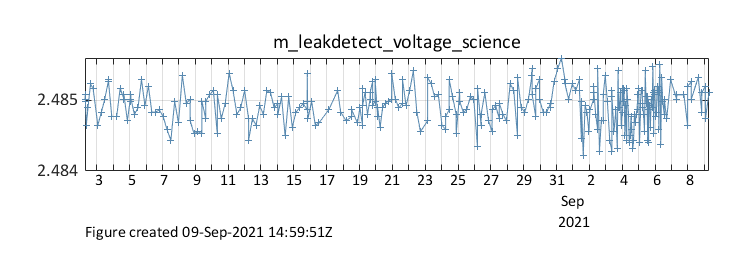 m_leakdetect_voltage_science
2.485
2.484
3 5 7 9 11 13 15 17 19 21 23 25 27 29 31 2 4 6 8
Sep
2021
Figure created 09-Sep-2021 14:59:51Z